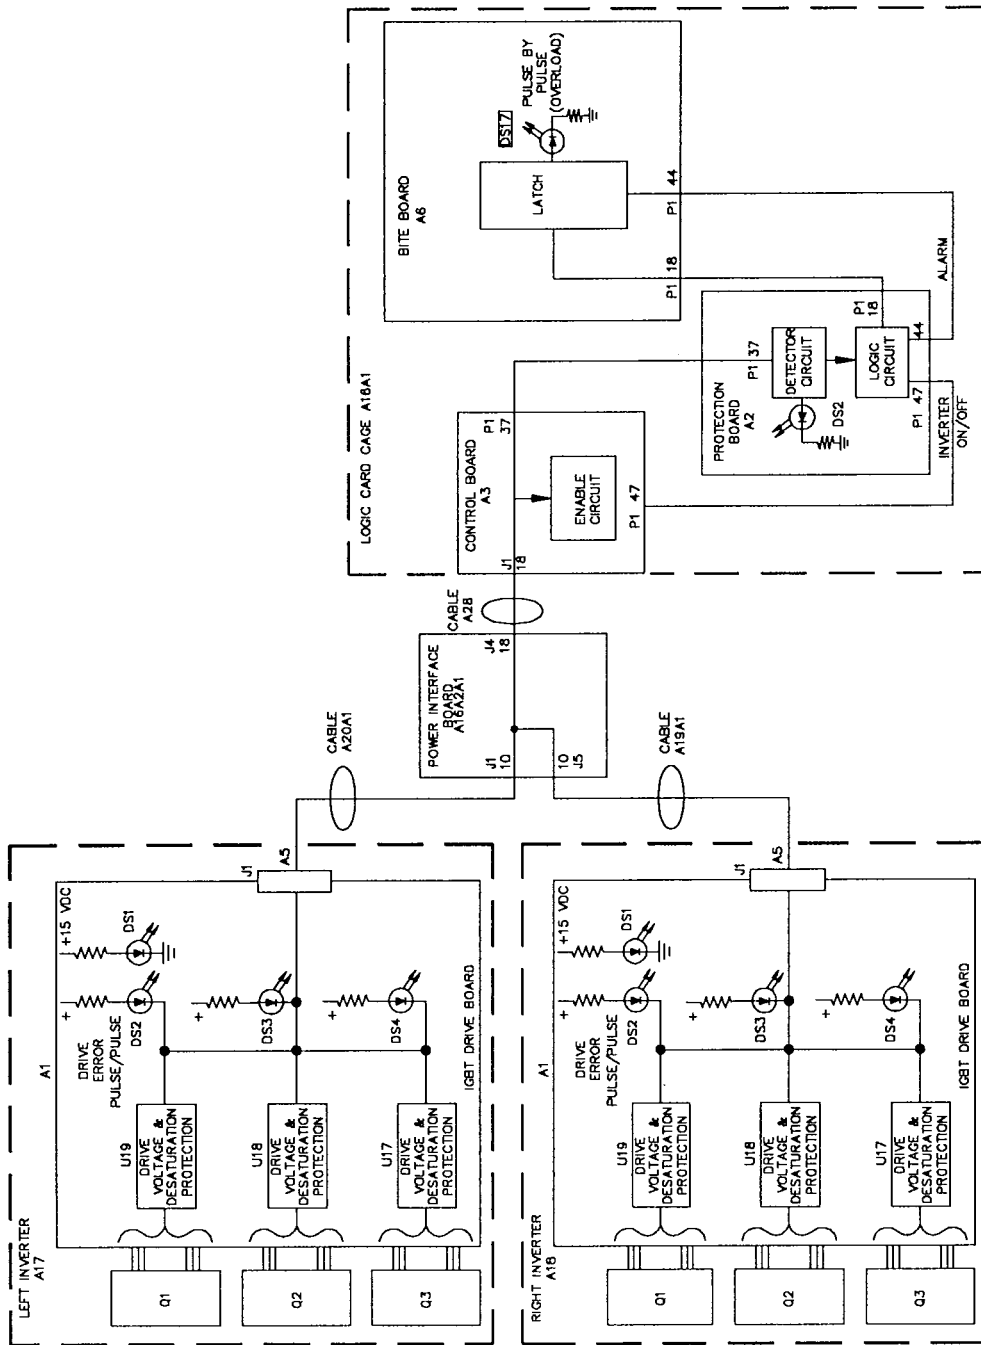 LEFT INVERTER
A17
A1
Q1
Q2
Q3
U19
DRIVE
VOLTAGE &
DESATURATION
PROTECTION
U18
DRIVE
VOLTAGE &
DESATURATION
PROTECTION
U17
DRIVE
VOLTAGE &
DESATURATION
PROTECTION
DRIVE
ERROR
PULSE/PULSE
+
DS2
+15 VDC
DS1
+
DS3
+
DS4
IGBT DRIVE BOARD
J1
A5
RIGHT INVERTER
A18
A1
Q1
Q2
Q3
U19
DRIVE
VOLTAGE &
DESATURATION
PROTECTION
U18
DRIVE
VOLTAGE &
DESATURATION
PROTECTION
U17
DRIVE
VOLTAGE &
DESATURATION
PROTECTION
DRIVE
ERROR
PULSE/PULSE
+
DS2
+15 VDC
DS1
+
DS3
+
DS4
IGBT DRIVE BOARD
J1
A5
CABLE
A20A1
CABLE
A19A1
POWER INTERFACE
BOARD
A16A2A1
J1
10
10
J5
J4
18
CABLE
A28
LOGIC CARD CAGE A16A1
CONTROL BOARD
A3
J1
18
P1
37
ENABLE
CIRCUIT
P1 47
PROTECTION
BOARD
A2
P1 37
DETECTOR
CIRCUIT
DS2
LOGIC
CIRCUIT
P1
18
44
P1 47
INVERTER
ON/OFF
ALARM
BITE BOARD
A6
LATCH
DS17
PULSE BY
PULSE
(OVERLOAD)
P1 18
P1 44